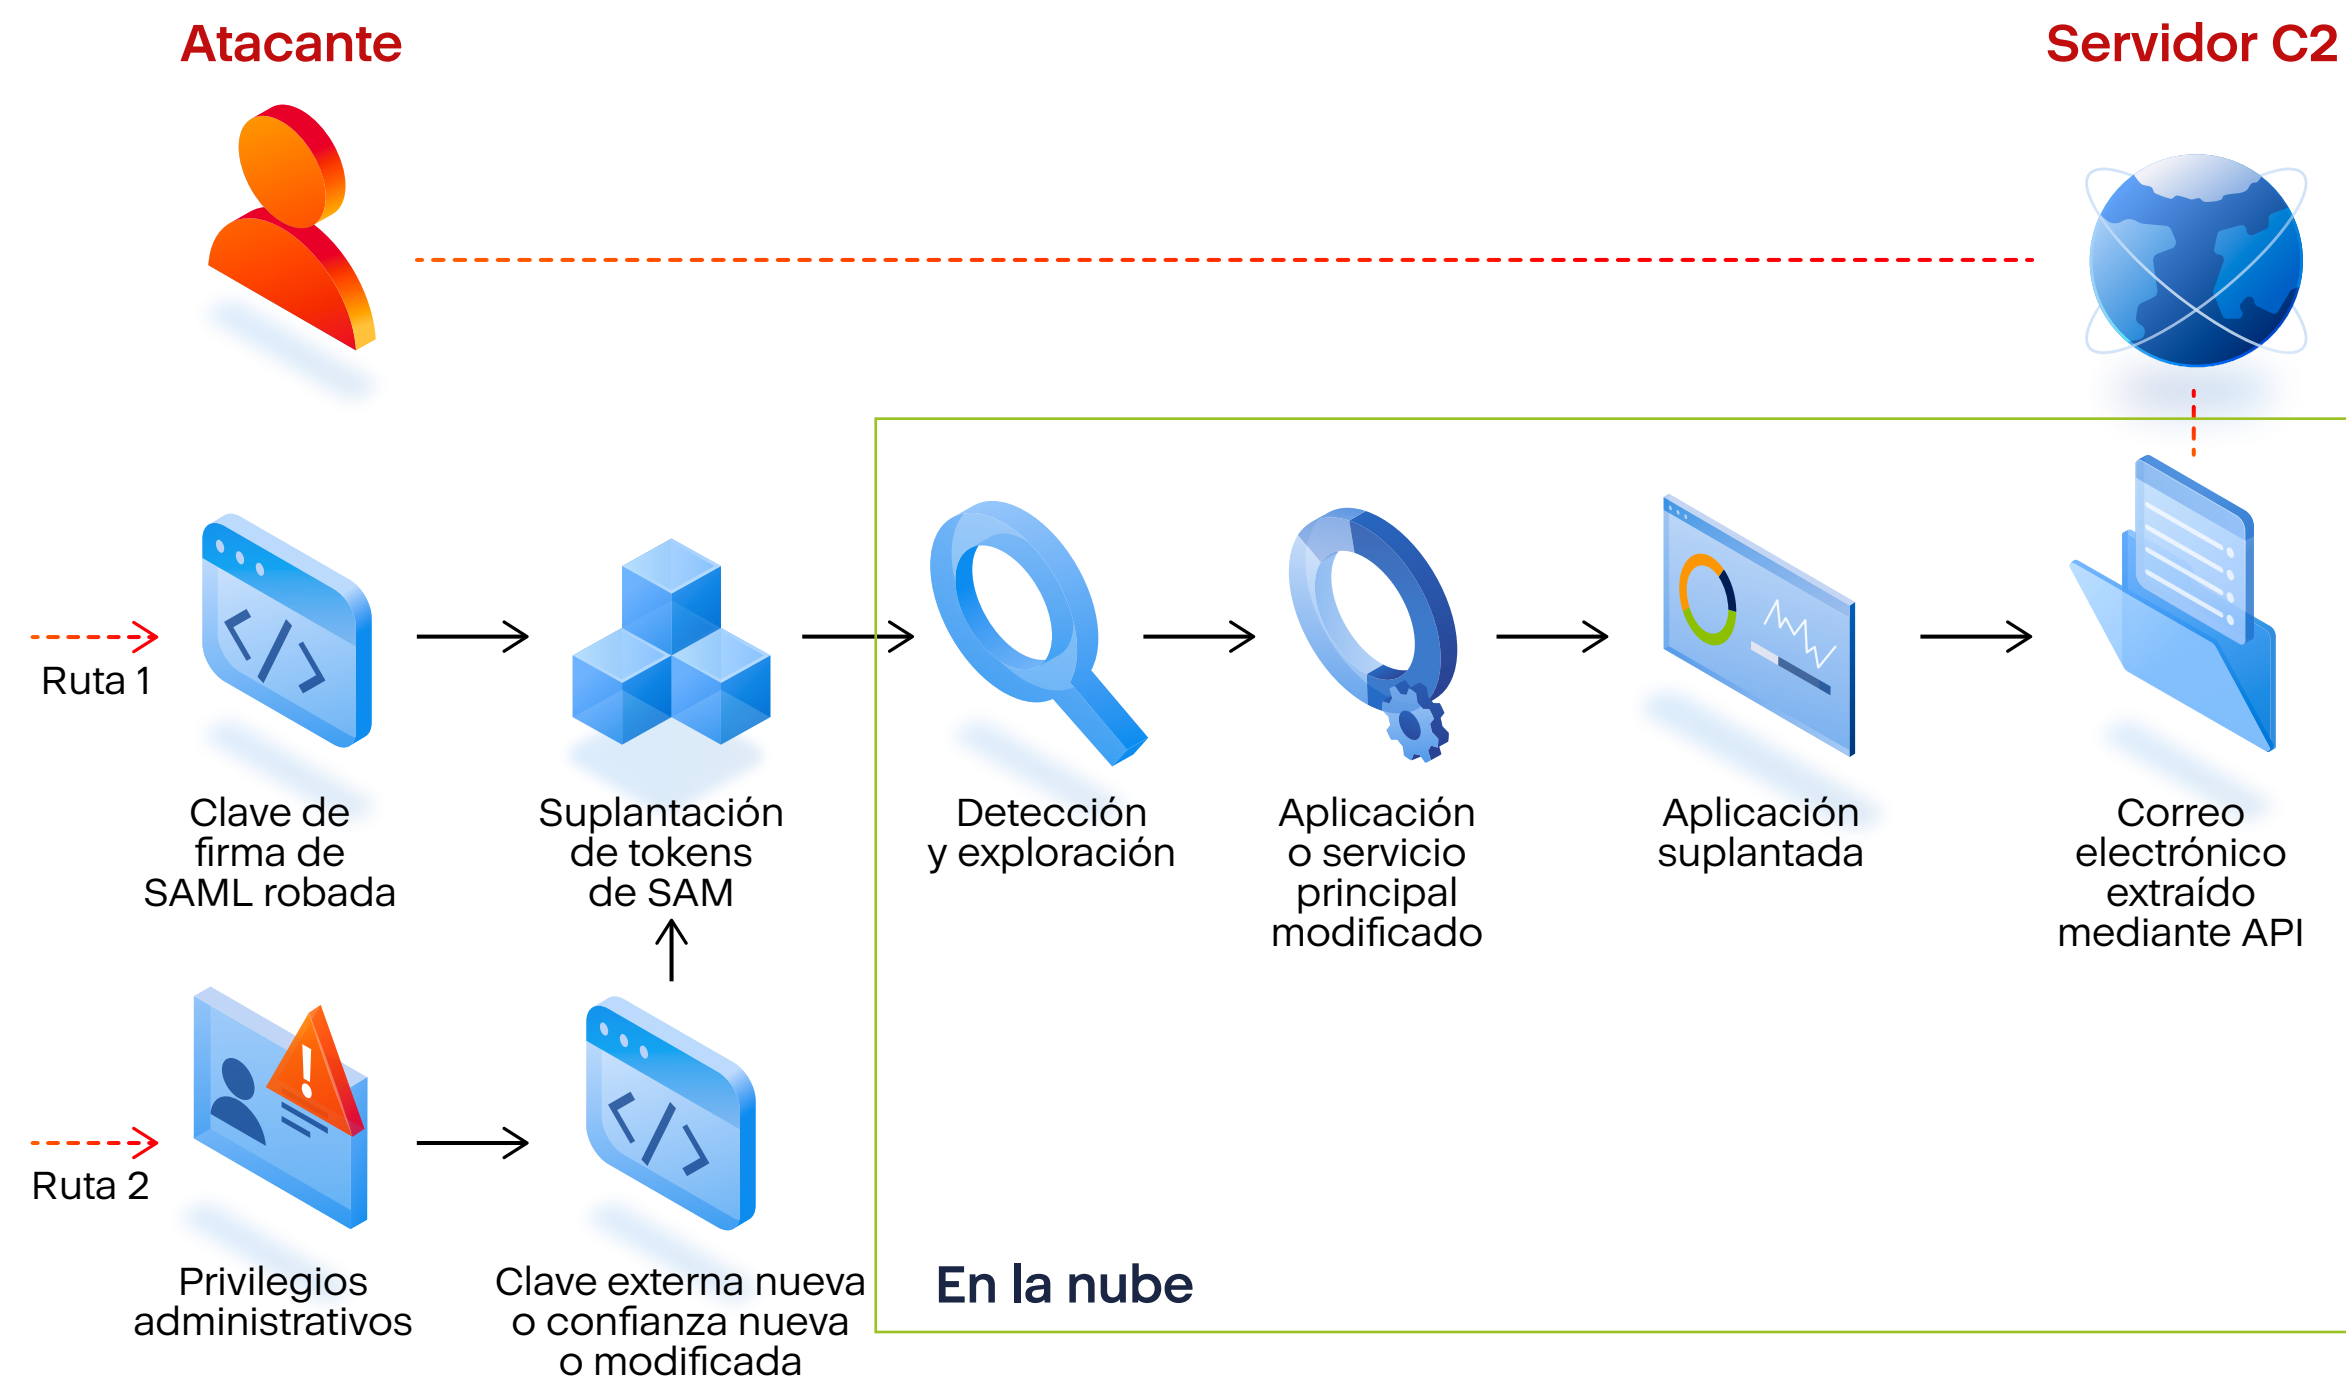 Atacante
Servidor C2
Ruta 1
Clave de
firma de
SAML robada
Suplantación
de tokens
de SAM
Detección
y exploración
Aplicación
o servicio
principal
modificado
Aplicación
suplantada
Correo
electrónico
extraído
mediante API
Ruta 2
Privilegios
administrativos
Clave externa nueva
o confianza nueva
o modificada
En la nube